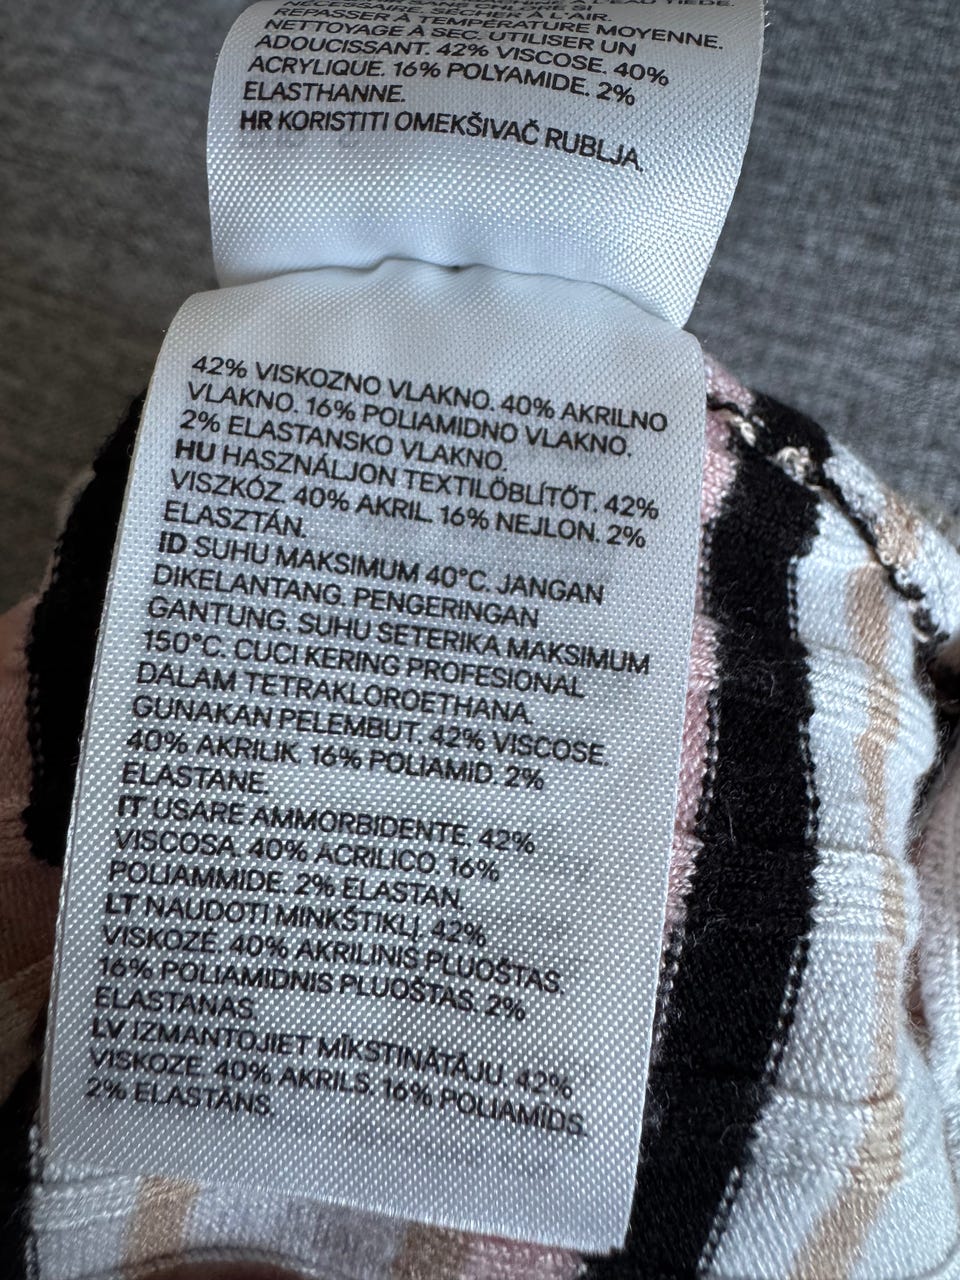 NÉCESSAIRE. SÉCHER À L'AIR.
REPASSER À TEMPÉRATURE MOYENNE.
NETTOYAGE À SEC. UTILISER UN
ADOUCISSANT. 42% VISCOSE. 40%
ACRYLIQUE. 16% POLYAMIDE. 2%
ELASTHANNE.
HR KORISTITI OMEKŠIVAČ RUBLJA.
42% VISKOZNO VLAKNO. 40% AKRILNO
VLAKNO. 16% POLIAMIDNO VLAKNO.
2% ELASTANSKO VLAKNO.
HU HASZNÁLJON TEXTILÖBLÍTŐT. 42%
VISZKÓZ. 40% AKRIL. 16% NEJLON. 2%
ELASZTÁN.
ID SUHU MAKSIMUM 40°C. JANGAN
DIKELANTANG. PENGERINGAN
GANTUNG. SUHU SETERIKA MAKSIMUM
150°C. CUCI KERING PROFESIONAL
DALAM TETRAKLOROETHANA.
GUNAKAN PELEMBUT. 42% VISCOSE.
40% AKRILIK. 16% POLIAMID. 2%
ELASTANE.
IT USARE AMMORBIDENTE. 42%
VISCOSA. 40% ACRILICO. 16%
POLIAMMIDE. 2% ELASTAN.
LT NAUDOTI MINKŠTIKLĮ. 42%
VISKOZĖ. 40% AKRILINIS PLUOŠTAS.
16% POLIAMIDNIS PLUOŠTAS. 2%
ELASTANAS.
LV IZMANTOJIET MĪKSTINĀTĀJU. 42%
VISKOZE. 40% AKRILS. 16% POLIAMĪDS.
2% ELASTĀNS.